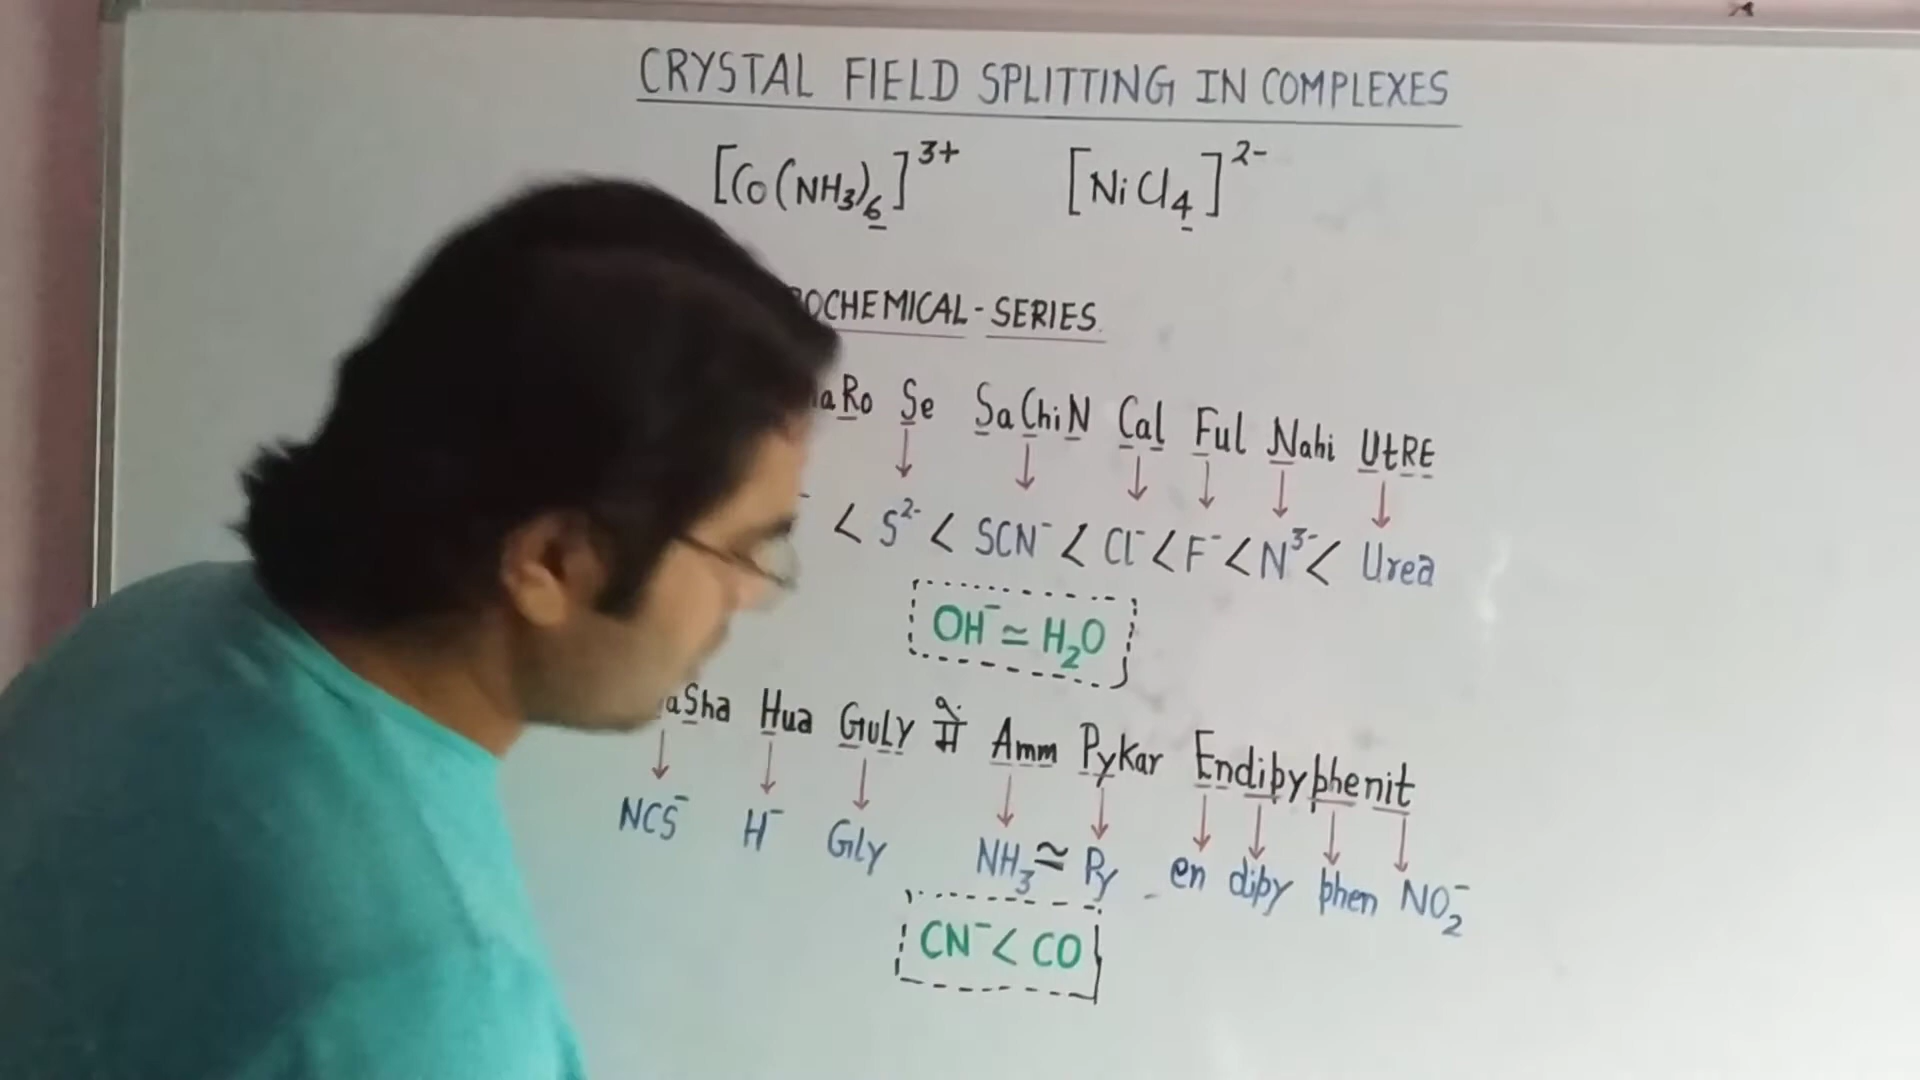 CRYSTAL FIELD SPLITTING IN COMPLEXES
[Co(NH₃)₆]³⁺ [NiCl₄]²⁻
OCHEMICAL-SERIES
aRo Se SaChiN Cal Ful Nahi UtRE
⁻ < S²⁻ < SCN⁻ < Cl⁻ < F⁻ < N³⁻ < Urea
OH⁻ ≃ H₂O
aSha Hua GuLy में Amm Pykar Endipyphenit
NCS⁻ H⁻ Gly NH₃ ≈ Py en dipy phen NO₂⁻
CN⁻ < CO